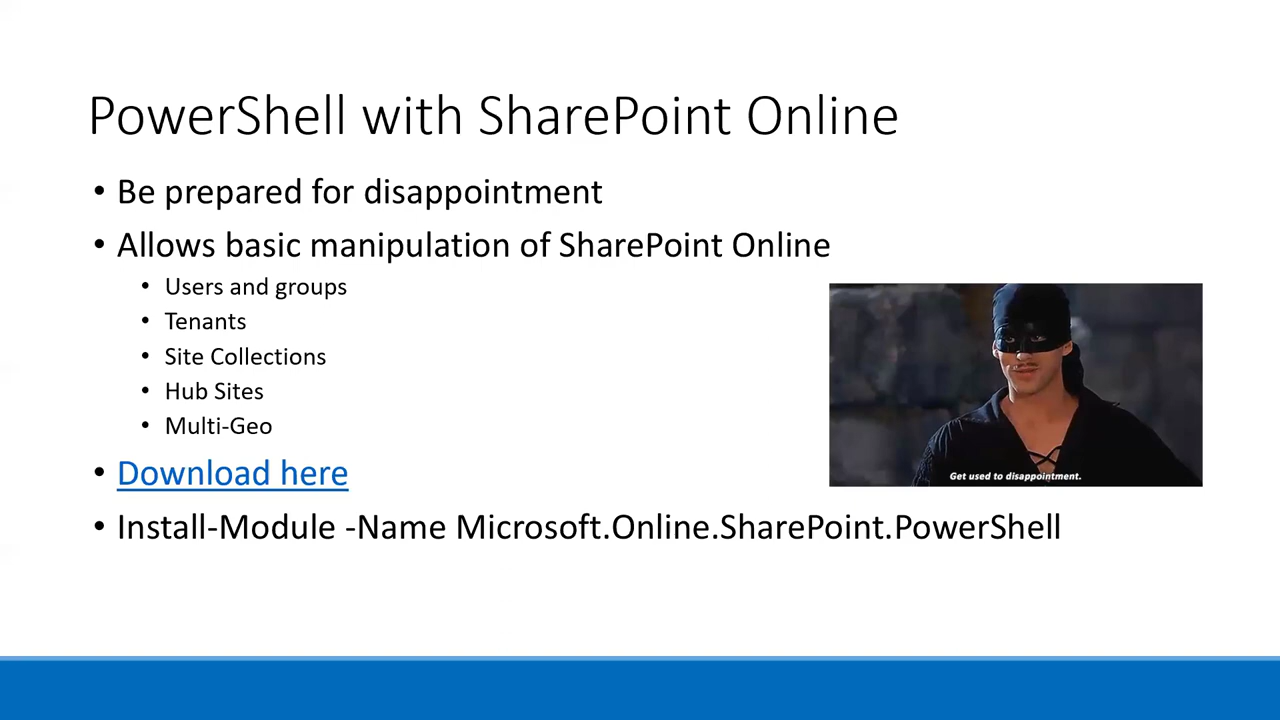 PowerShell with SharePoint Online
• Be prepared for disappointment
• Allows basic manipulation of SharePoint Online
• Users and groups
• Tenants
• Site Collections
• Hub Sites
• Multi-Geo
Get used to disappointment.
• Download here
• Install-Module -Name Microsoft.Online.SharePoint.PowerShell